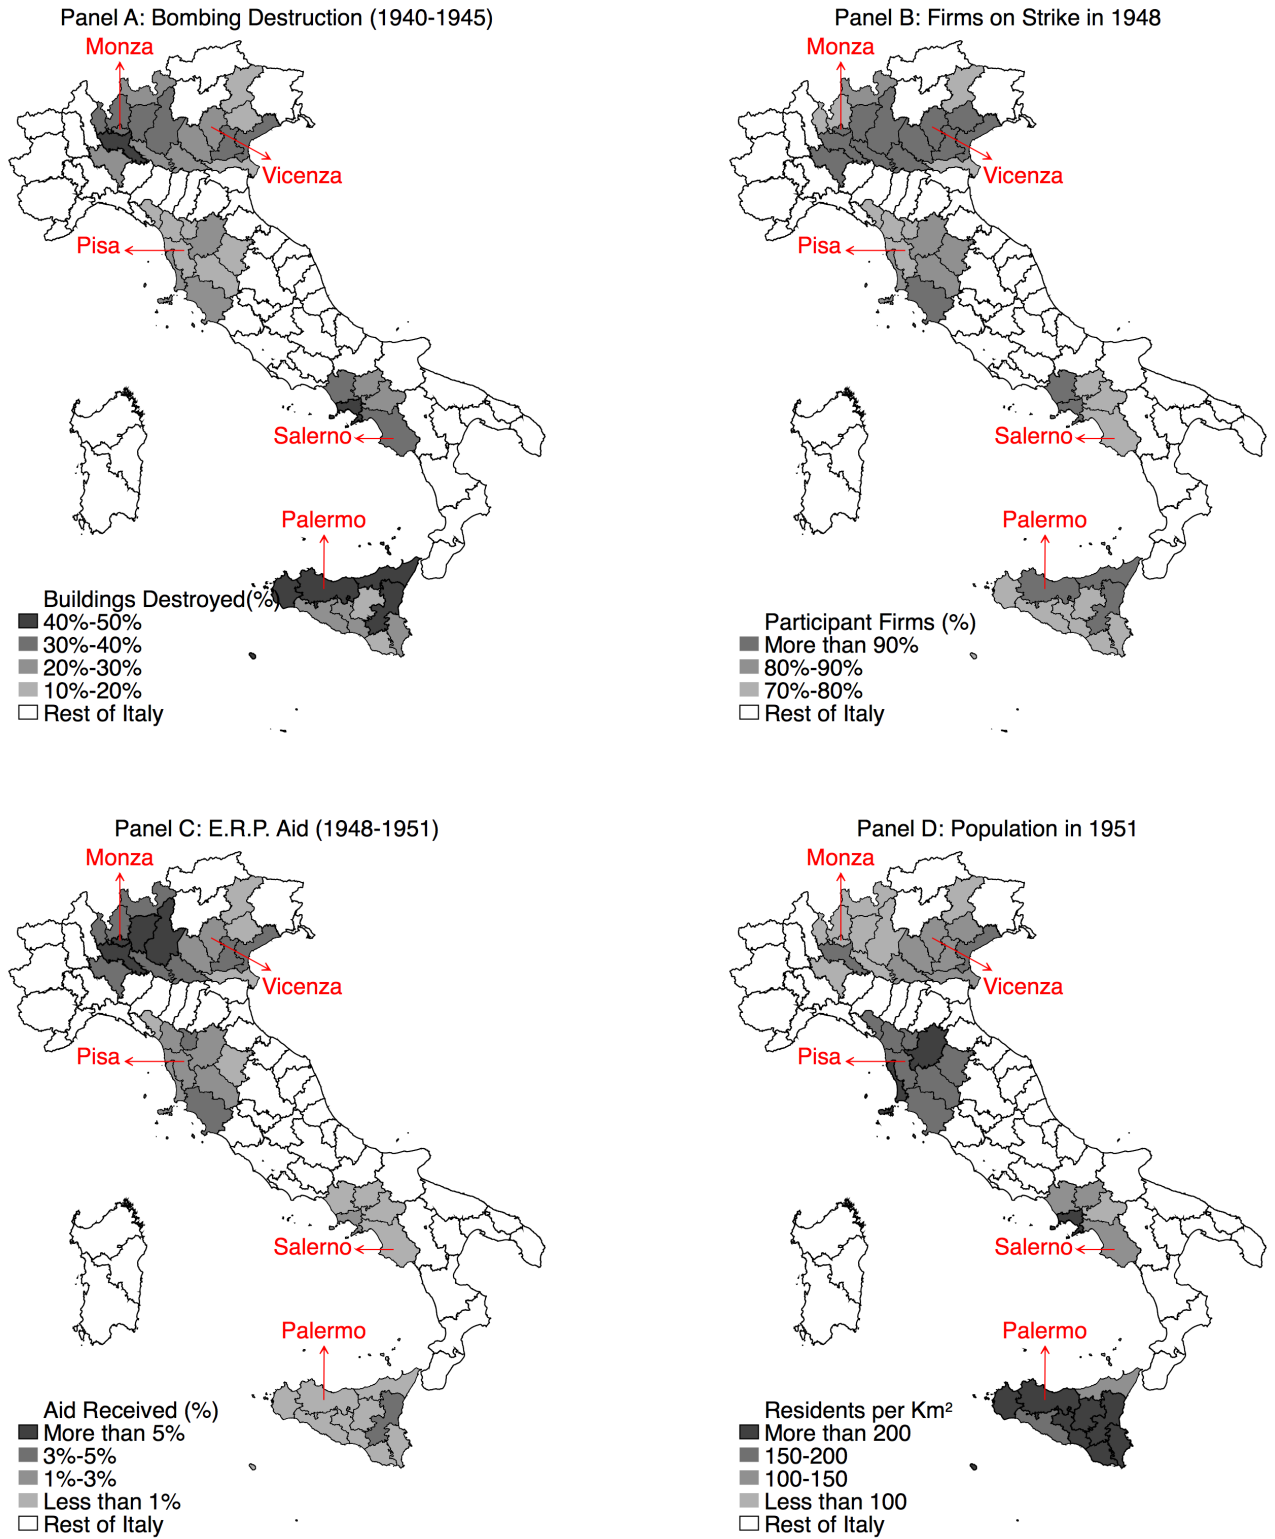 Panel A: Bombing Destruction (1940-1945)
Monza
Vicenza
Pisa
Salerno
Palermo
Buildings Destroyed(%)
40%-50%
30%-40%
20%-30%
10%-20%
Rest of Italy
Panel B: Firms on Strike in 1948
Monza
Vicenza
Pisa
Salerno
Palermo
Participant Firms (%)
More than 90%
80%-90%
70%-80%
Rest of Italy
Panel C: E.R.P. Aid (1948-1951)
Monza
Vicenza
Pisa
Salerno
Palermo
Aid Received (%)
More than 5%
3%-5%
1%-3%
Less than 1%
Rest of Italy
Panel D: Population in 1951
Monza
Vicenza
Pisa
Salerno
Palermo
Residents per Km²
More than 200
150-200
100-150
Less than 100
Rest of Italy